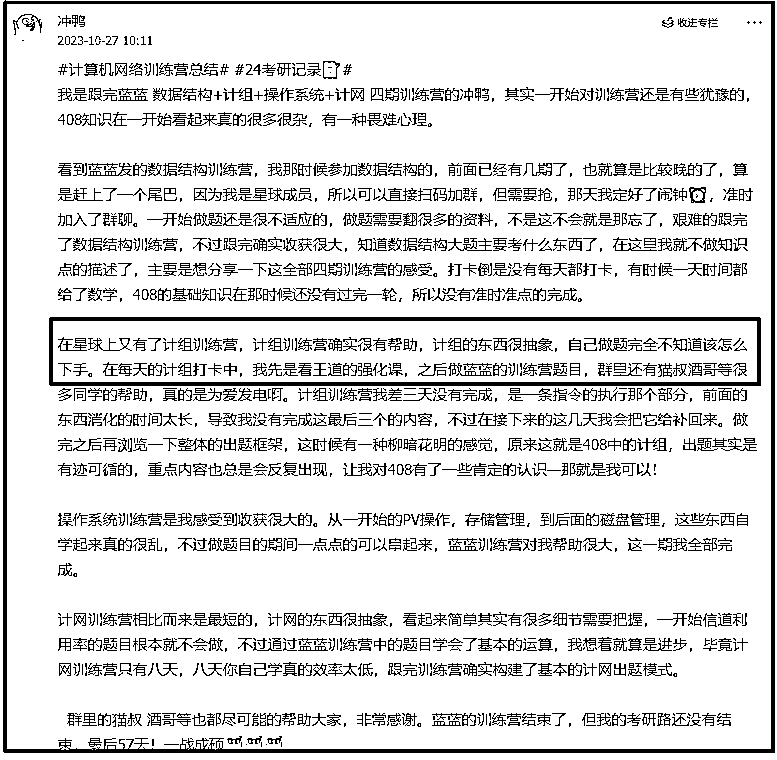 冲鸭
收进专栏 ...
2023-10-27 10:11
#计算机网络训练营总结# #24考研记录 #
我是跟完蓝蓝 数据结构+计组+操作系统+计网 四期训练营的冲鸭，其实一开始对训练营还是有些犹豫的，
408知识在一开始看起来真的很多很杂，有一种畏难心理。
看到蓝蓝发的数据结构训练营，我那时候参加数据结构的，前面已经有几期了，也就算是比较晚的了，算
是赶上了一个尾巴，因为我是星球成员，所以可以直接扫码加群，但需要抢，那天我定好了闹钟，准时
加入了群聊。一开始做题还是很不适应的，做题需要翻很多的资料，不是这不会就是那忘了，艰难的跟完
了数据结构训练营，不过跟完确实收获很大，知道数据结构大题主要考什么东西了，在这里我就不做知识
点的描述了，主要是想分享一下这全部四期训练营的感受。打卡倒是没有每天都打卡，有时候一天时间都
给了数学，408的基础知识在那时候还没有过完一轮，所以没有准时准点的完成。
在星球上又有了计组训练营，计组训练营确实很有帮助，计组的东西很抽象，自己做题完全不知道该怎么
下手。在每天的计组打卡中，我先是看王道的强化课，之后做蓝蓝的训练营题目，群里还有猫叔酒哥等很
多同学的帮助，真的是为爱发电啊。计组训练营我差三天没有完成，是一条指令的执行那个部分，前面的
东西消化的时间太长，导致我没有完成这最后三个的内容，不过在接下来的这几天我会把它给补回来。做
完之后再浏览一下整体的出题框架，这时候有一种柳暗花明的感觉，原来这就是408中的计组，出题其实是
有迹可循的，重点内容也总是会反复出现，让我对408有了一些肯定的认识—那就是我可以！
操作系统训练营是我感受到收获很大的。从一开始的PV操作，存储管理，到后面的磁盘管理，这些东西自
学起来真的很乱，不过做题目的期间一点点的可以串起来，蓝蓝训练营对我帮助很大，这一期我全部完
成。
计网训练营相比而来是最短的，计网的东西很抽象，看起来简单其实有很多细节需要把握，一开始信道利
用率的题目根本就不会做，不过通过蓝蓝训练营中的题目学会了基本的运算，我想着就算是进步，毕竟计
网训练营只有八天，八天你自己学真的效率太低，跟完训练营确实构建了基本的计网出题模式。
群里的猫叔 酒哥等也都尽可能的帮助大家，非常感谢。蓝蓝的训练营结束了，但我的考研路还没有结
束，最后57天！一战成硕